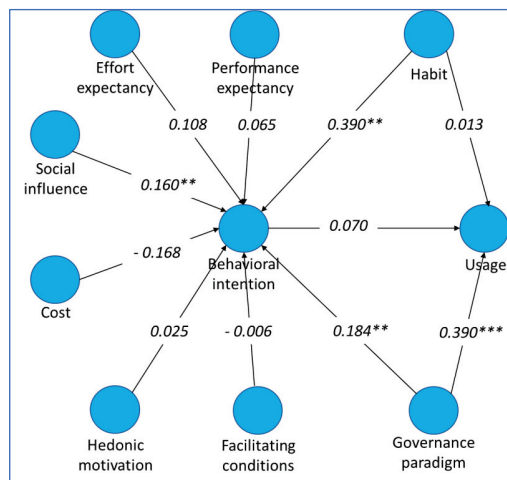 Effort
expectancy
Performance
expectancy
Habit
0.108
0.065
0.390**
0.013
Social
influence
0.160**
0.070
Behavioral
intention
Usage
- 0.168
Cost
0.025
- 0.006
0.184**
0.390***
Hedonic
motivation
Facilitating
conditions
Governance
paradigm